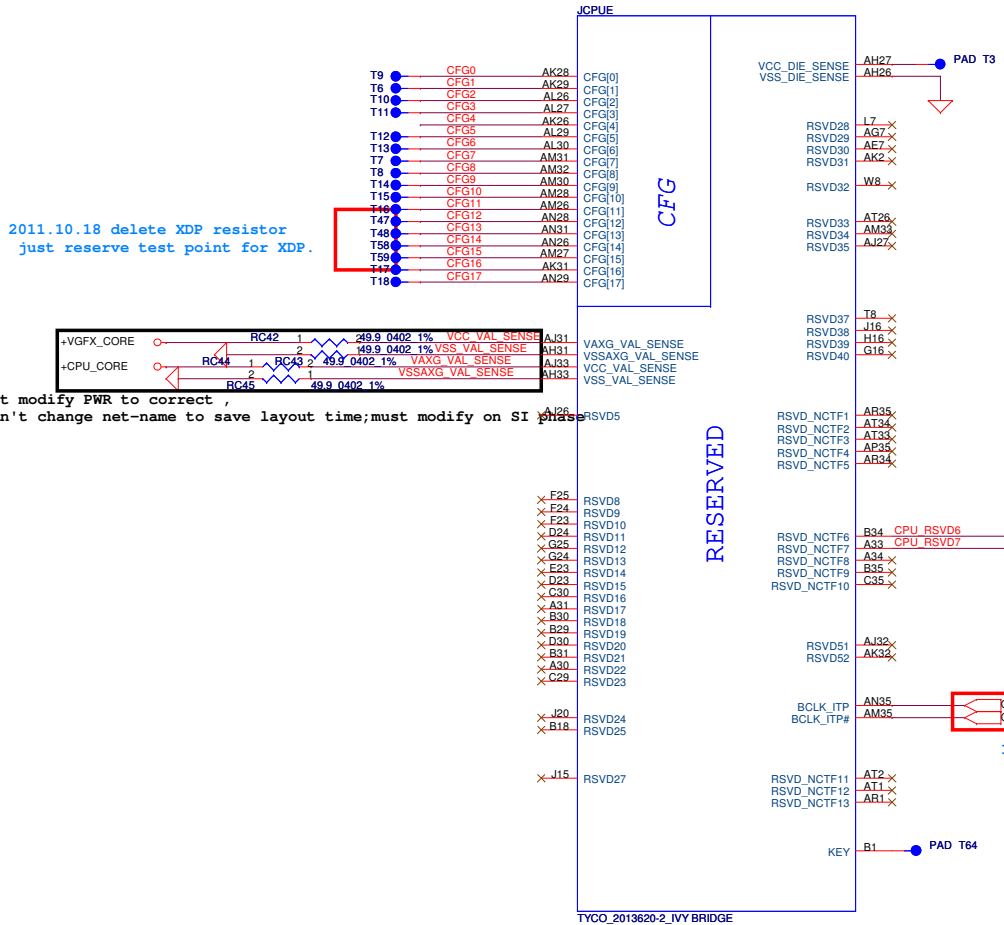 JCPUE
T9 CFG0 AK28 CFG[0]
T6 CFG1 AK29 CFG[1]
T10 CFG2 AL26 CFG[2]
T11 CFG3 AL27 CFG[3]
CFG4 AK26 CFG[4]
T12 CFG5 AL29 CFG[5]
T13 CFG6 AL30 CFG[6]
T7 CFG7 AM31 CFG[7]
T8 CFG8 AM32 CFG[8]
T14 CFG9 AM30 CFG[9]
T15 CFG10 AM28 CFG[10]
T16 CFG11 AM26 CFG[11]
T47 CFG12 AN28 CFG[12]
T48 CFG13 AN31 CFG[13]
T58 CFG14 AN26 CFG[14]
T59 CFG15 AM27 CFG[15]
T17 CFG16 AK31 CFG[16]
T18 CFG17 AN29 CFG[17]
CFG
2011.10.18 delete XDP resistor
just reserve test point for XDP.
+VGFX_CORE RC42 1 2 49.9_0402_1% VCC_VAL_SENSE AJ31 VAXG_VAL_SENSE
2 1 49.9_0402_1% VSS_VAL_SENSE AH31 VSSAXG_VAL_SENSE
+CPU_CORE RC44 1 RC43 2 49.9_0402_1% VAXG_VAL_SENSE AJ33 VCC_VAL_SENSE
RC45 2 1 49.9_0402_1% VSSAXG_VAL_SENSE AH33 VSS_VAL_SENSE
t modify PWR to correct ,
n't change net-name to save layout time;must modify on SI phase
AJ26 RSVD5
RESERVED
F25 RSVD8
F24 RSVD9
F23 RSVD10
D24 RSVD11
G25 RSVD12
G24 RSVD13
E23 RSVD14
D23 RSVD15
C30 RSVD16
A31 RSVD17
B30 RSVD18
B29 RSVD19
D30 RSVD20
B31 RSVD21
A30 RSVD22
C29 RSVD23
J20 RSVD24
B18 RSVD25
J15 RSVD27
VCC_DIE_SENSE AH27 PAD T3
VSS_DIE_SENSE AH26
RSVD28 L7
RSVD29 AG7
RSVD30 AE7
RSVD31 AK2
RSVD32 W8
RSVD33 AT26
RSVD34 AM33
RSVD35 AJ27
RSVD37 T8
RSVD38 J16
RSVD39 H16
RSVD40 G16
RSVD_NCTF1 AR35
RSVD_NCTF2 AT34
RSVD_NCTF3 AT33
RSVD_NCTF4 AP35
RSVD_NCTF5 AR34
RSVD_NCTF6 B34 CPU_RSVD6
RSVD_NCTF7 A33 CPU_RSVD7
RSVD_NCTF8 A34
RSVD_NCTF9 B35
RSVD_NCTF10 C35
RSVD51 AJ32
RSVD52 AK32
BCLK_ITP AN35
BCLK_ITP# AM35
RSVD_NCTF11 AT2
RSVD_NCTF12 AT1
RSVD_NCTF13 AR1
KEY B1 PAD T64
TYCO_2013620-2_IVY BRIDGE